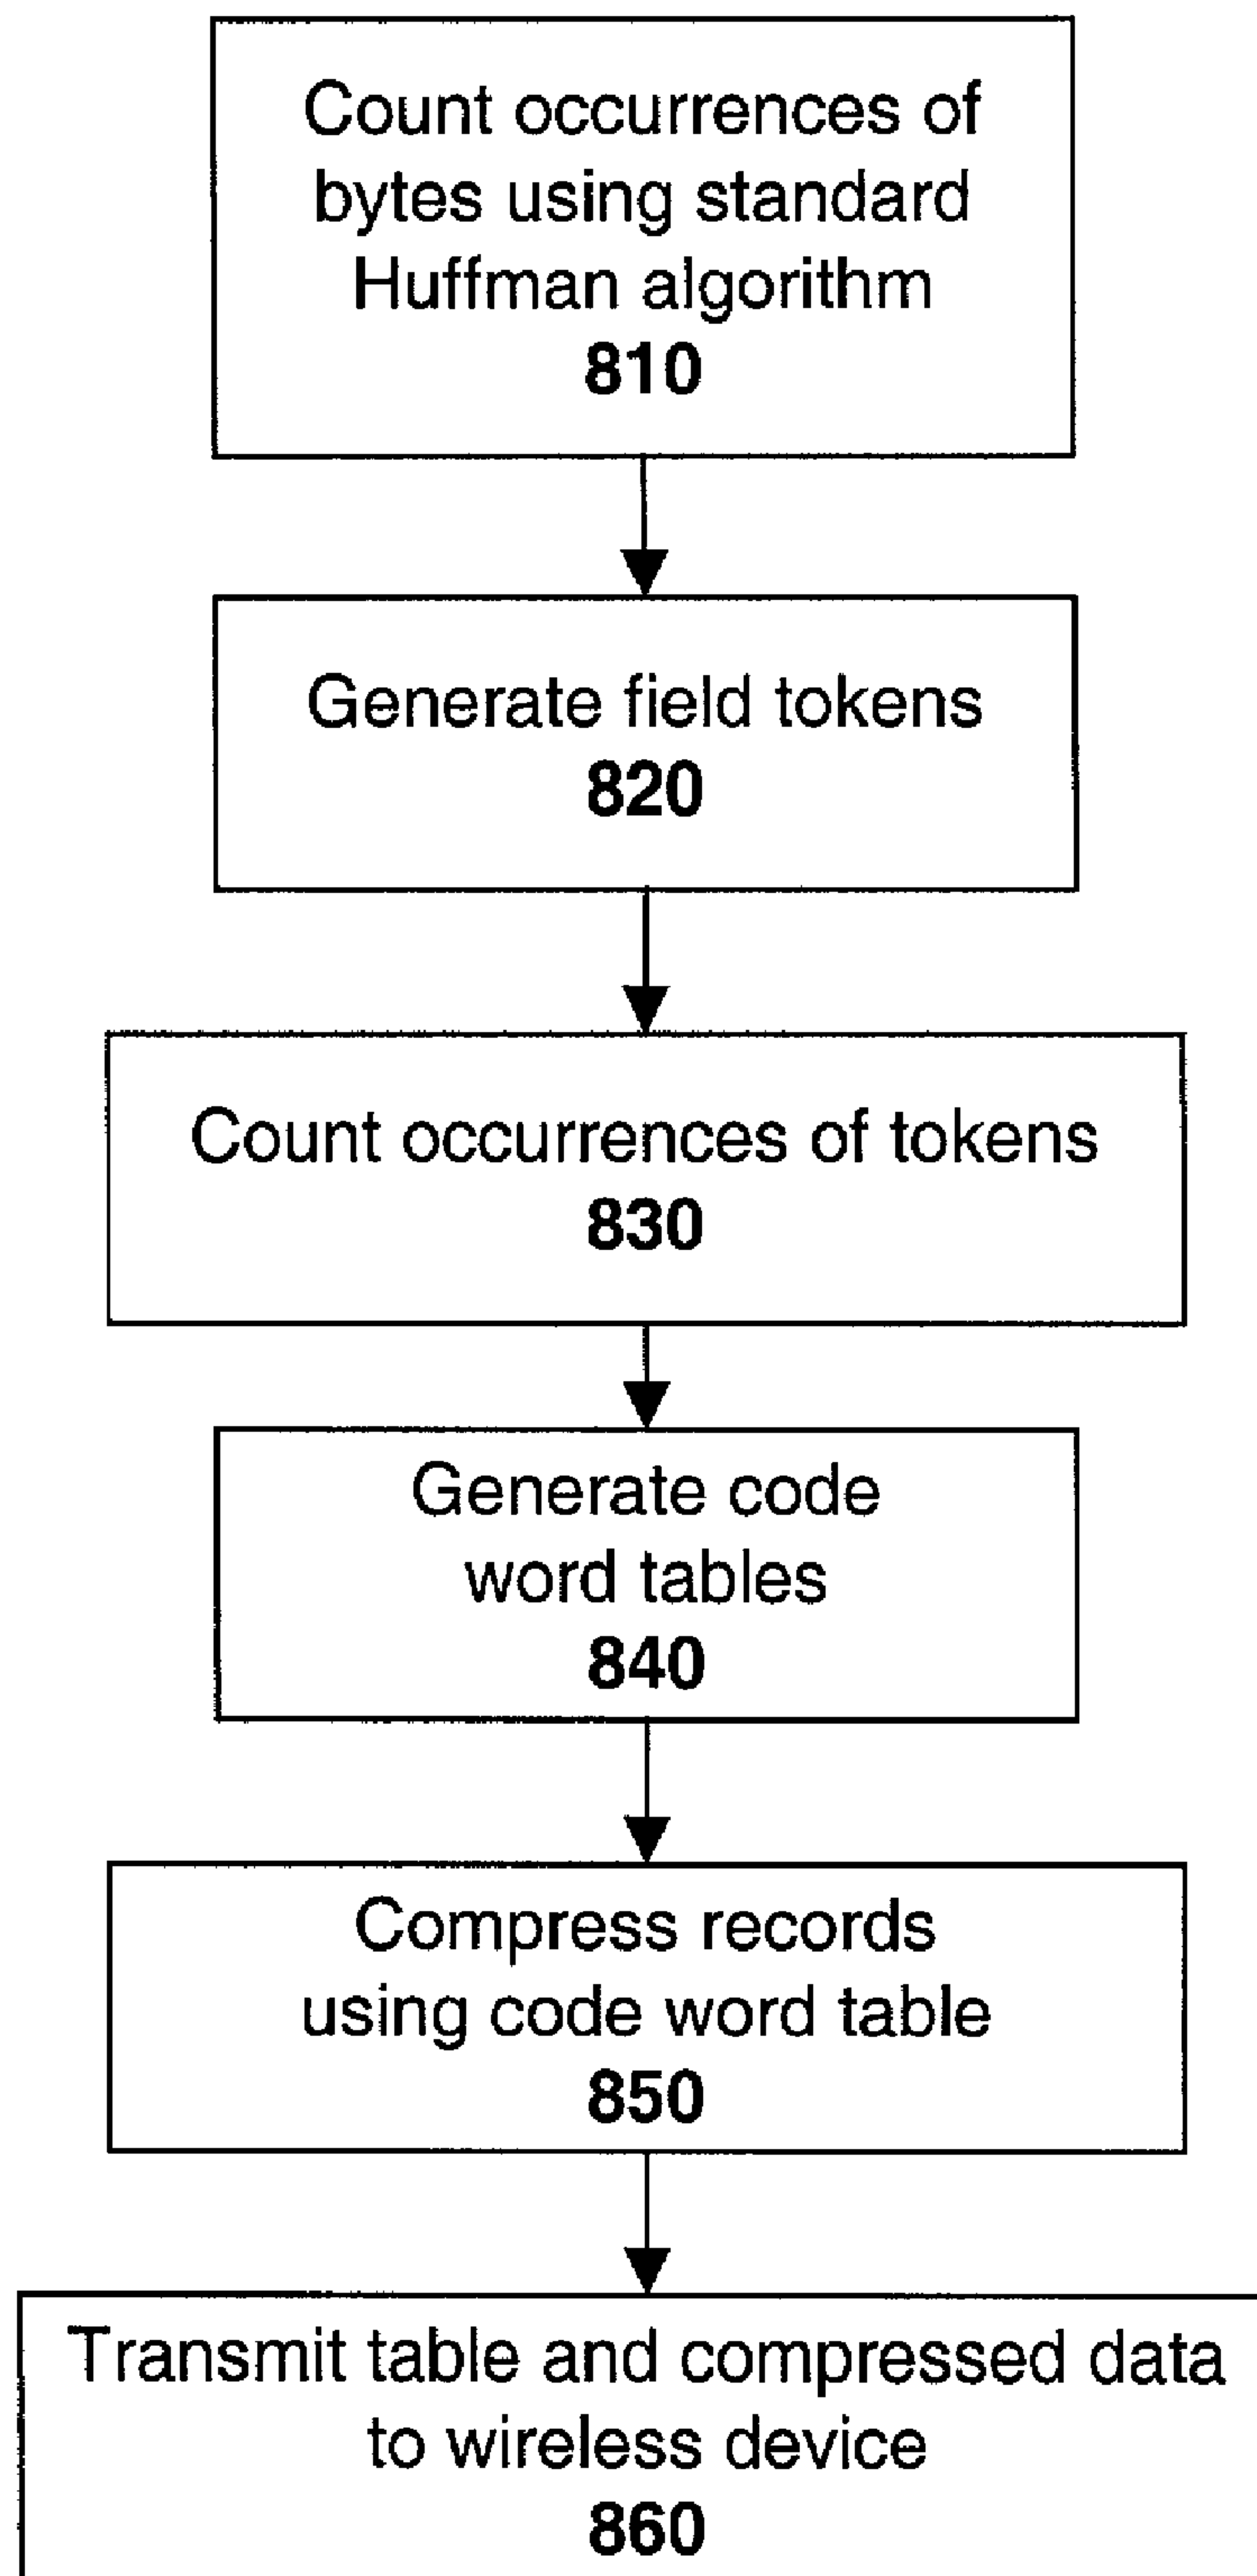 Count occurrences of
bytes using standard
Huffman algorithm
810
Generate field tokens
820
Count occurrences of tokens
830
Generate code
word tables
840
Compress records
using code word table
850
Transmit table and compressed data
to wireless device
860